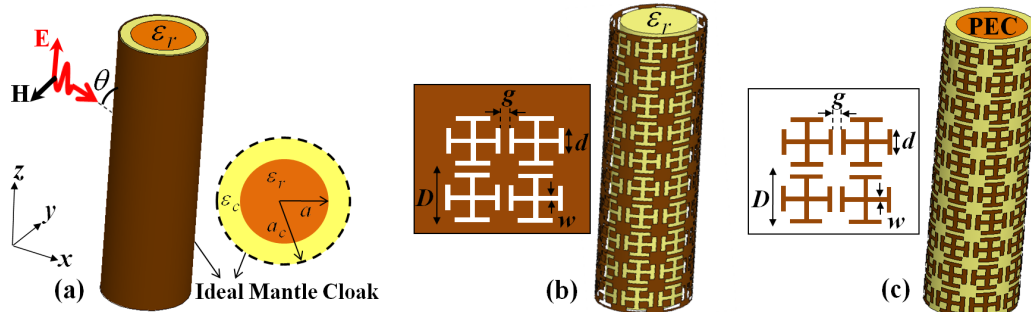 E
H
θ
ε_r
z
y
x
ε_r
ε_c
a
a_c
(a)
Ideal Mantle Cloak
g
d
D
w
ε_r
(b)
g
d
D
w
PEC
(c)